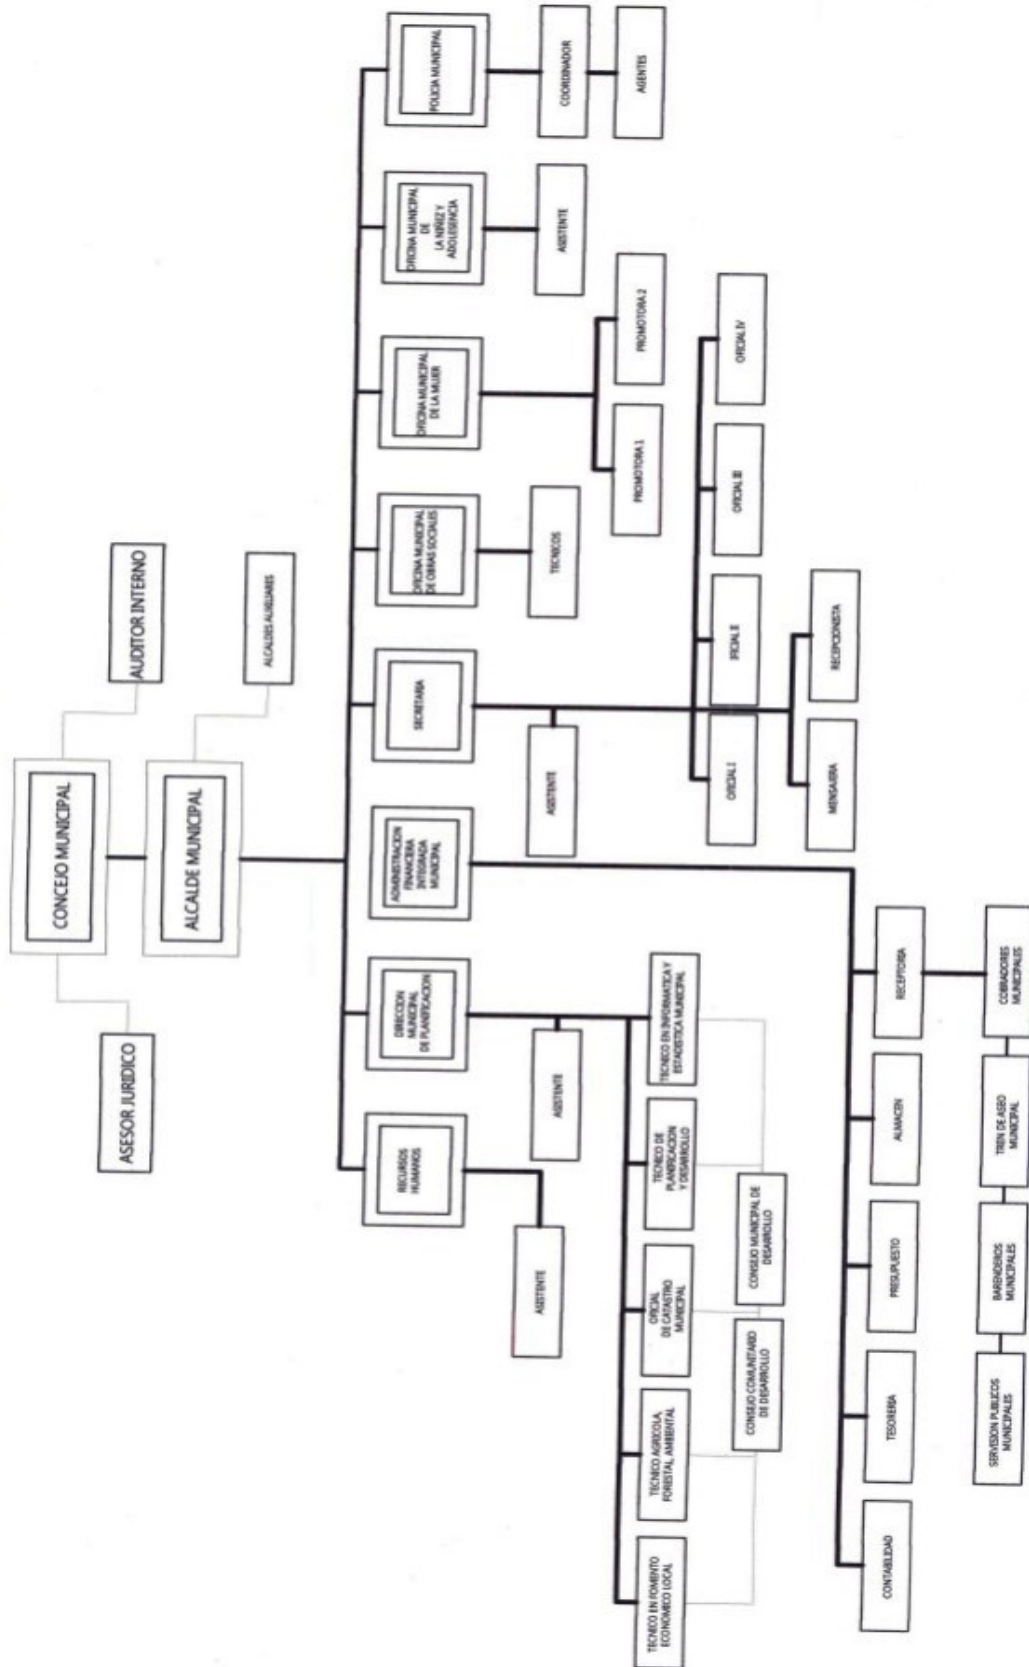 CONCEJO MUNICIPAL
ASESOR JURIDICO
AUDITOR INTERNO
ALCALDE MUNICIPAL
ALCALDES AUXILIARES
RECURSOS
HUMANOS
DIRECCION
MUNICIPAL
DE PLANIFICACION
ADMINISTRACION
FINANCIERA
INTEGRADA
MUNICIPAL
SECRETARIA
OFICINA MUNICIPAL
DE OBRAS SOCIALES
OFICINA MUNICIPAL
DE LA MUJER
OFICINA MUNICIPAL
DE
LA NIÑEZ Y
ADOLESENCIA
POLICIA MUNICIPAL
ASISTENTE
ASISTENTE
ASISTENTE
TECNICOS
ASISTENTE
COORDINADOR
PROMOTORA 1
PROMOTORA 2
AGENTES
TECNICO EN FOMENTO
ECONOMICO LOCAL
TECNICO AGRICOLA,
FORESTAL, AMBIENTAL
OFICIAL
DE CATASTRO
MUNICIPAL
TECNICO DE
PLANIFICACION
Y DESARROLLO
TECNICO EN INFORMATICA Y
ESTADISTICA MUNICIPAL
OFICIAL I
IFICIAL II
OFICIAL III
OFICIAL IV
CONSEJO COMUNITARIO
DE DESARROLLO
CONSEJO MUNICIPAL DE
DESARROLLO
MENSAJERA
RECEPCIONISTA
CONTABILIDAD
TESORERIA
PRESUPUESTO
ALMACEN
RECEPTORIA
SERVISION PUBLICOS
MUNICIPALES
BARENDEROS
MUNICIPALES
TREN DE ASEO
MUNICIPAL
COBRADORES
MUNICIPALES